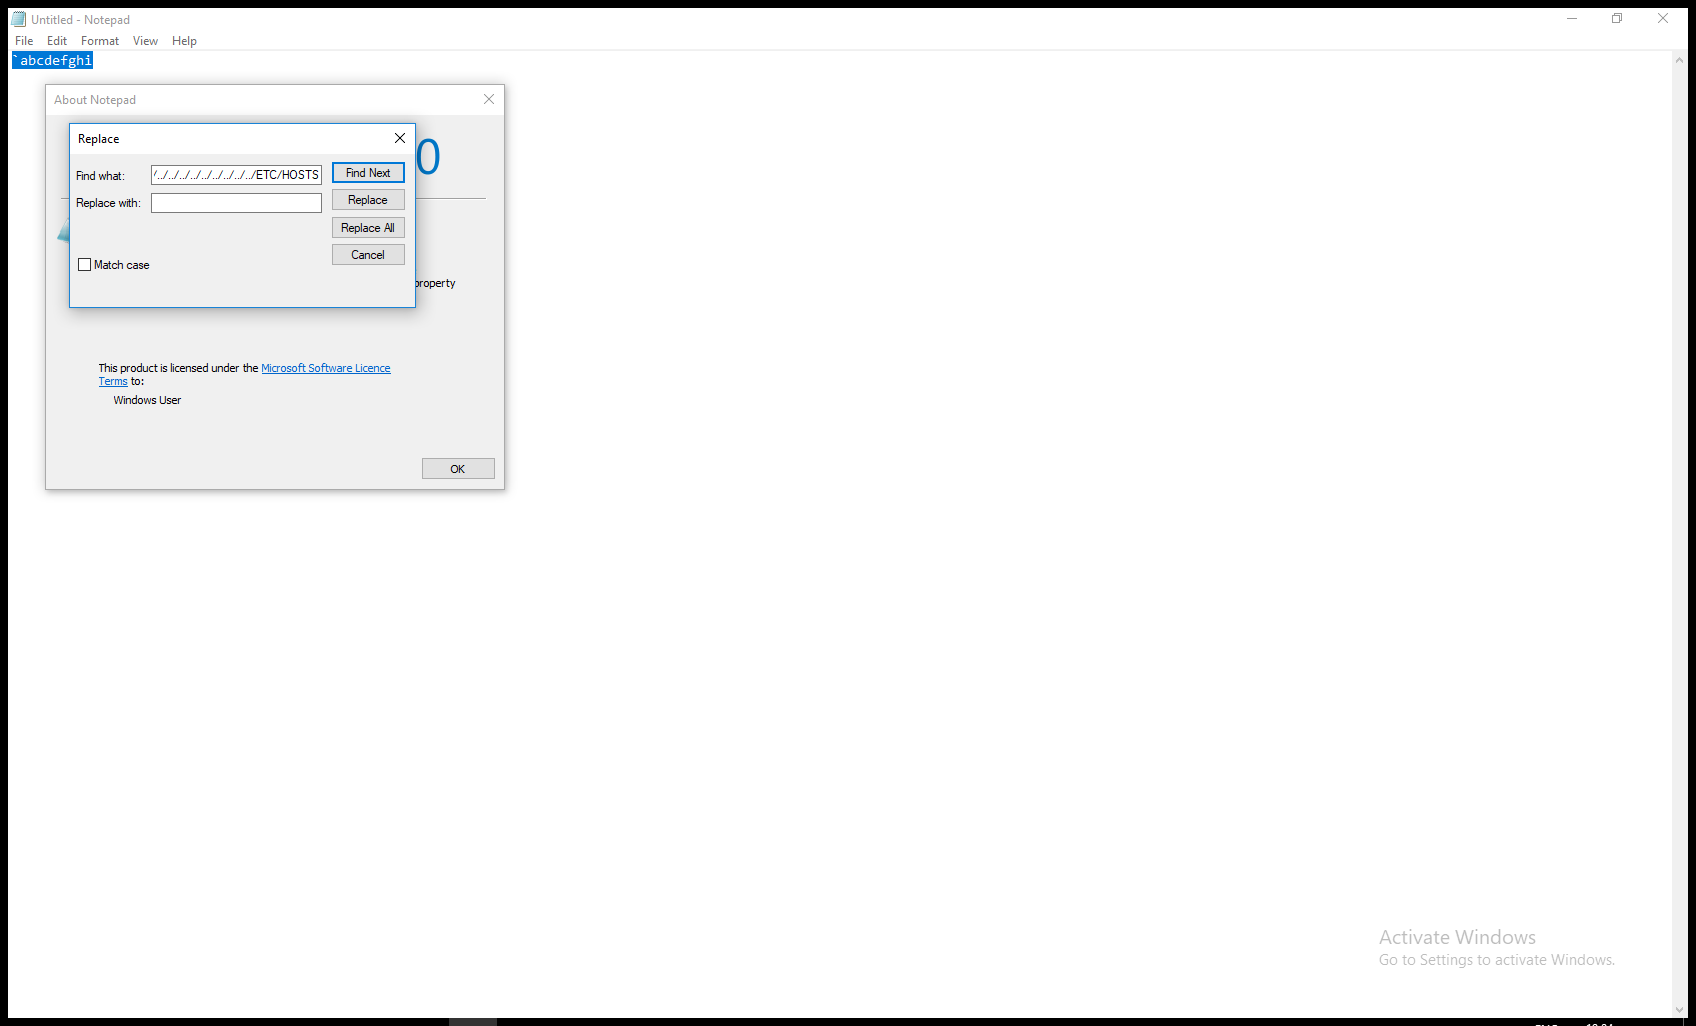 Untitled - Notepad
File Edit Format View Help
`abcdefghi
About Notepad
Replace
0
Find what: /../../../../../../../../../ETC/HOSTS Find Next
Replace with: Replace
Replace All
Cancel
Match case
property
This product is licensed under the Microsoft Software Licence
Terms to:
Windows User
OK
Activate Windows
Go to Settings to activate Windows.